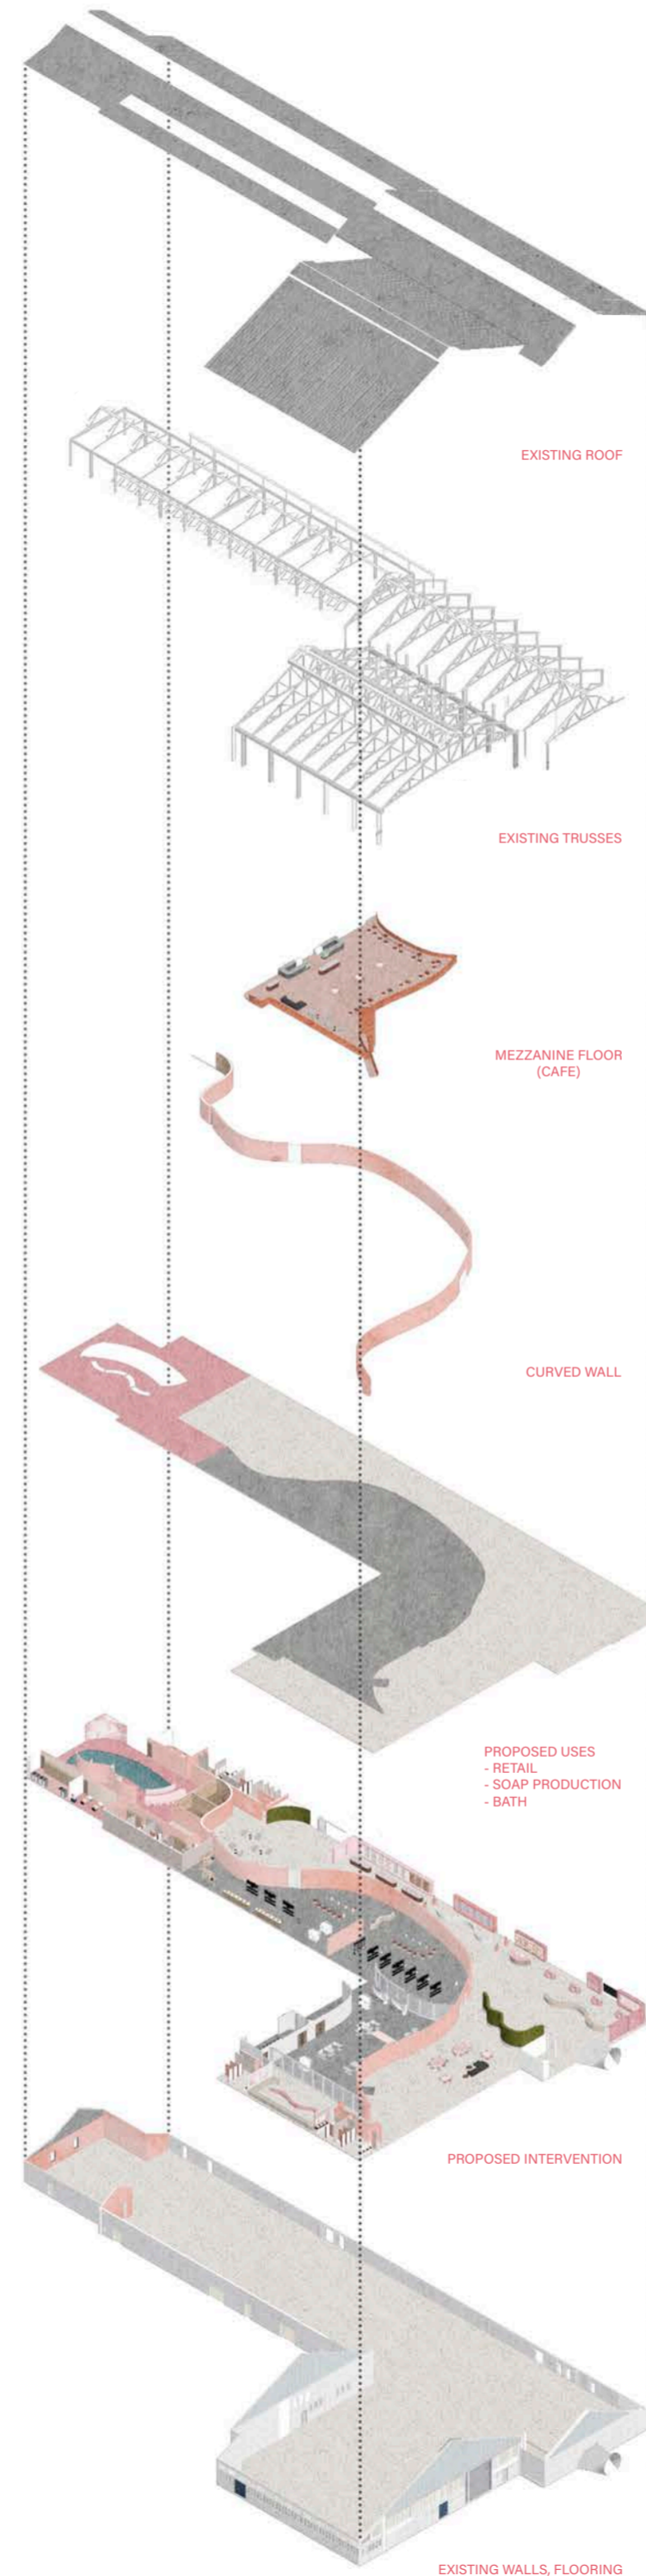 EXISTING ROOF
EXISTING TRUSSES
MEZZANINE FLOOR
(CAFE)
CURVED WALL
PROPOSED USES
- RETAIL
- SOAP PRODUCTION
- BATH
PROPOSED INTERVENTION
EXISTING WALLS, FLOORING